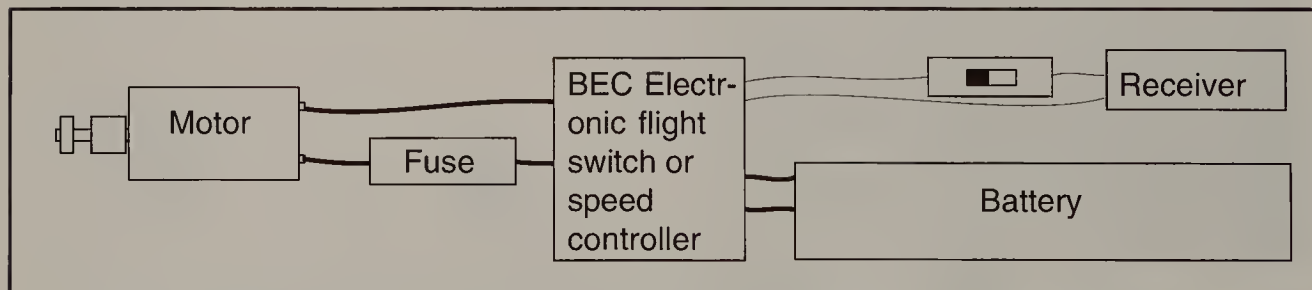 Motor
Fuse
BEC Electr-
onic flight
switch or
speed
controller
Receiver
Battery